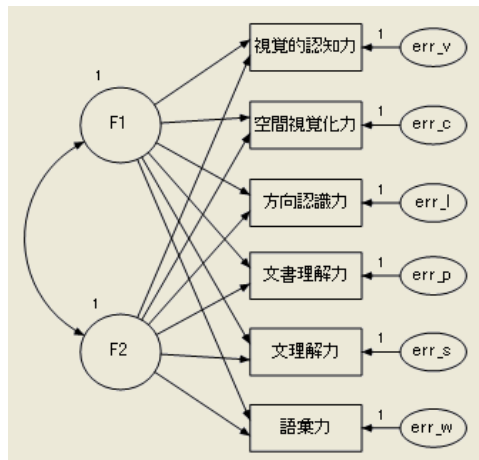 1
視覚的認知力
err_v
1
F1
1
空間視覚化力
err_c
1
方向認識力
err_l
1
文書理解力
err_p
1
F2
1
文理解力
err_s
1
語彙力
err_w